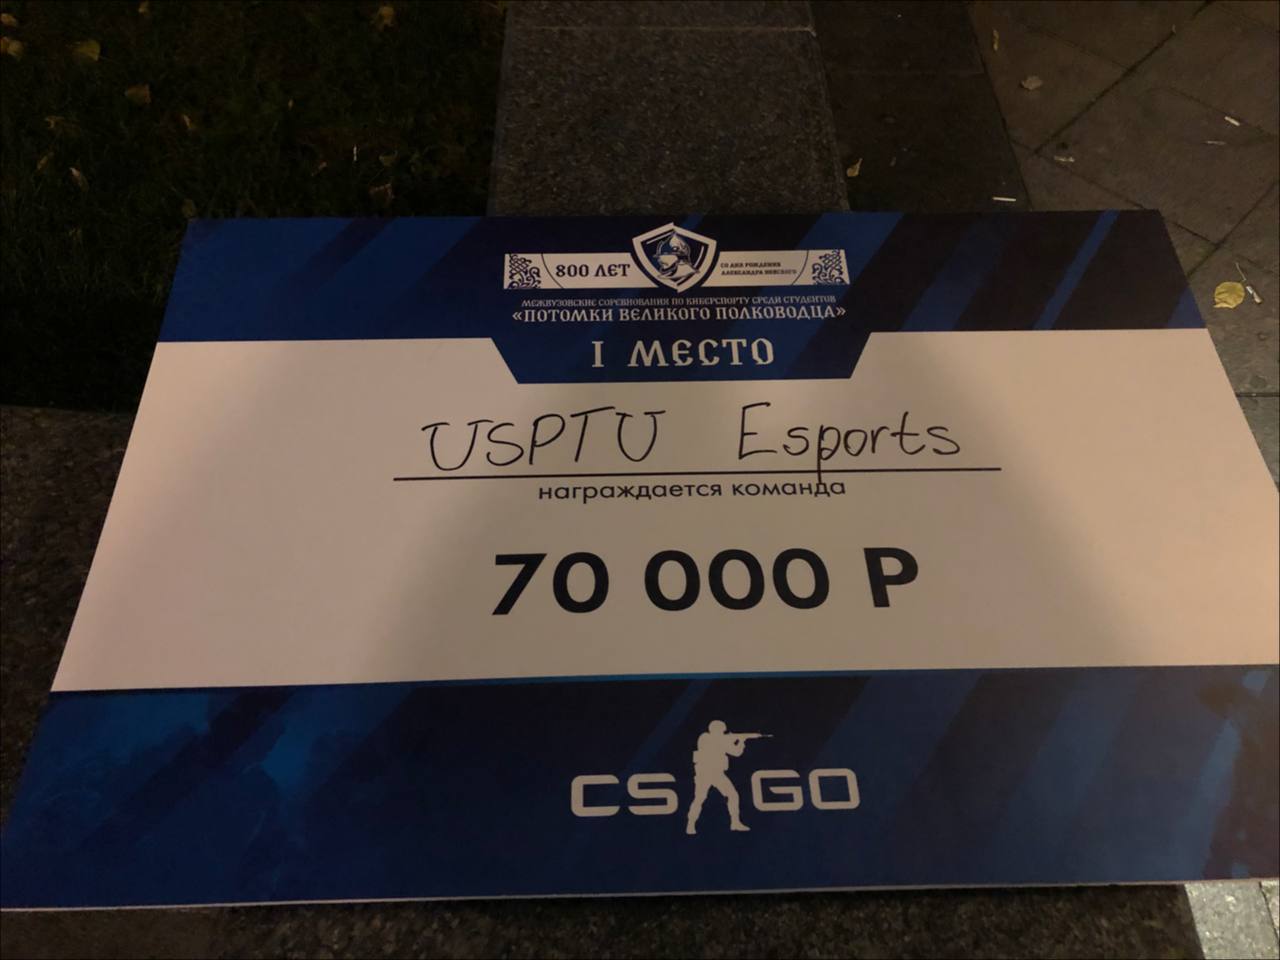 800 ЛЕТ
СО ДНЯ РОЖДЕНИЯ
АЛЕКСАНДРА НЕВСКОГО
МЕЖВУЗОВСКИЕ СОРЕВНОВАНИЯ ПО КИБЕРСПОРТУ СРЕДИ СТУДЕНТОВ
«ПОТОМКИ ВЕЛИКОГО ПОЛКОВОДЦА»
I МЕСТО
USPTU Esports
награждается команда
70 000 Р
CS GO